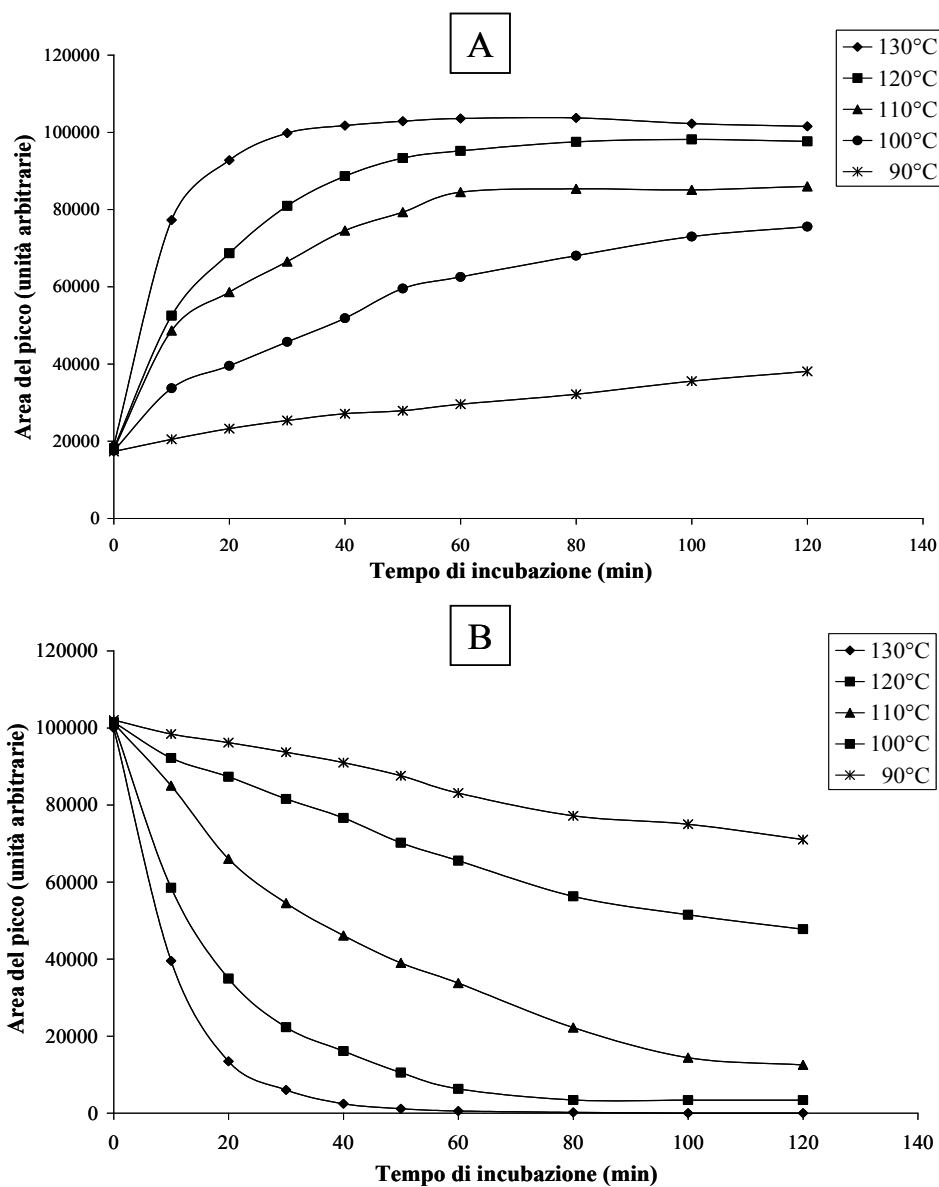 A
120000
100000
80000
60000
40000
20000
0
Area del picco (unità arbitrarie)
0 20 40 60 80 100 120 140
Tempo di incubazione (min)
130°C
120°C
110°C
100°C
90°C
B
120000
100000
80000
60000
40000
20000
0
Area del picco (unità arbitrarie)
0 20 40 60 80 100 120 140
Tempo di incubazione (min)
130°C
120°C
110°C
100°C
90°C